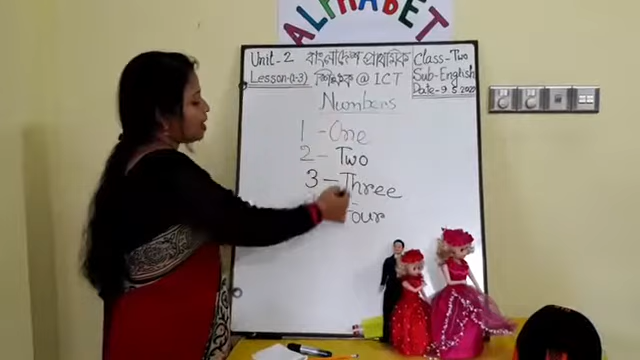 ALPHABET
Unit-2 বাংলাদেশ প্রাথমিক Class-Two
Lesson-(1-3) শিক্ষক @ ICT Sub-English
Date-9.5.2020
Numbers
1 - One
2 - Two
3 - Three
Four